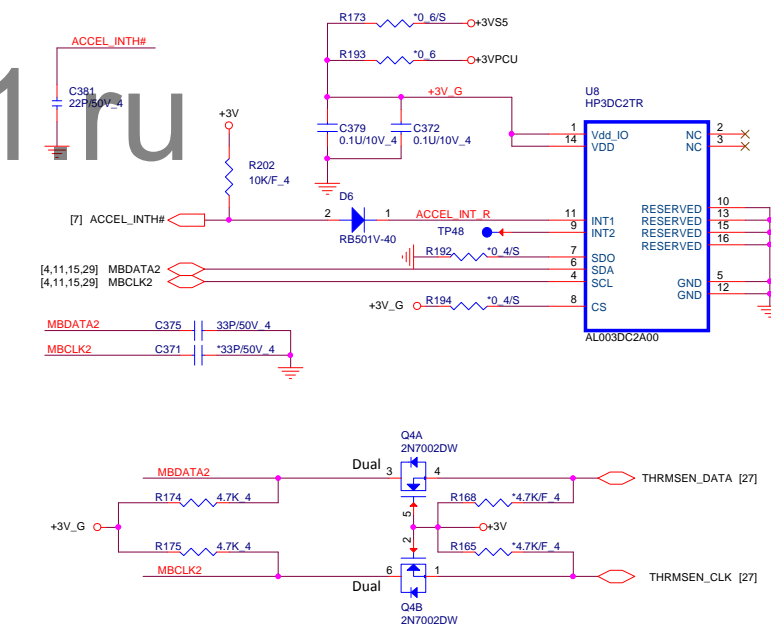 ACCEL_INTH#
C381
22P/50V_4
1.ru
R173
*0_6/S
+3VS5
R193
*0_6
+3VPCU
+3V_G
C379
0.1U/10V_4
C372
0.1U/10V_4
+3V
R202
10K/F_4
U8
HP3DC2TR
1
Vdd_IO
14
VDD
NC
2
NC
3
RESERVED
10
RESERVED
13
RESERVED
15
RESERVED
16
GND
5
GND
12
11
INT1
9
INT2
7
SDO
6
SDA
4
SCL
8
CS
AL003DC2A00
[7] ACCEL_INTH#
2
D6
1
RB501V-40
ACCEL_INT_R
TP48
R192
*0_4/S
[4,11,15,29] MBDATA2
[4,11,15,29] MBCLK2
+3V_G
R194
*0_4/S
MBDATA2
C375
33P/50V_4
MBCLK2
C371
*33P/50V_4
Q4A
2N7002DW
MBDATA2
Dual
3
4
THRMSEN_DATA [27]
R174
4.7K_4
5
R168
*4.7K/F_4
+3V_G
+3V
R175
4.7K_4
2
R165
*4.7K/F_4
MBCLK2
6
1
THRMSEN_CLK [27]
Dual
Q4B
2N7002DW